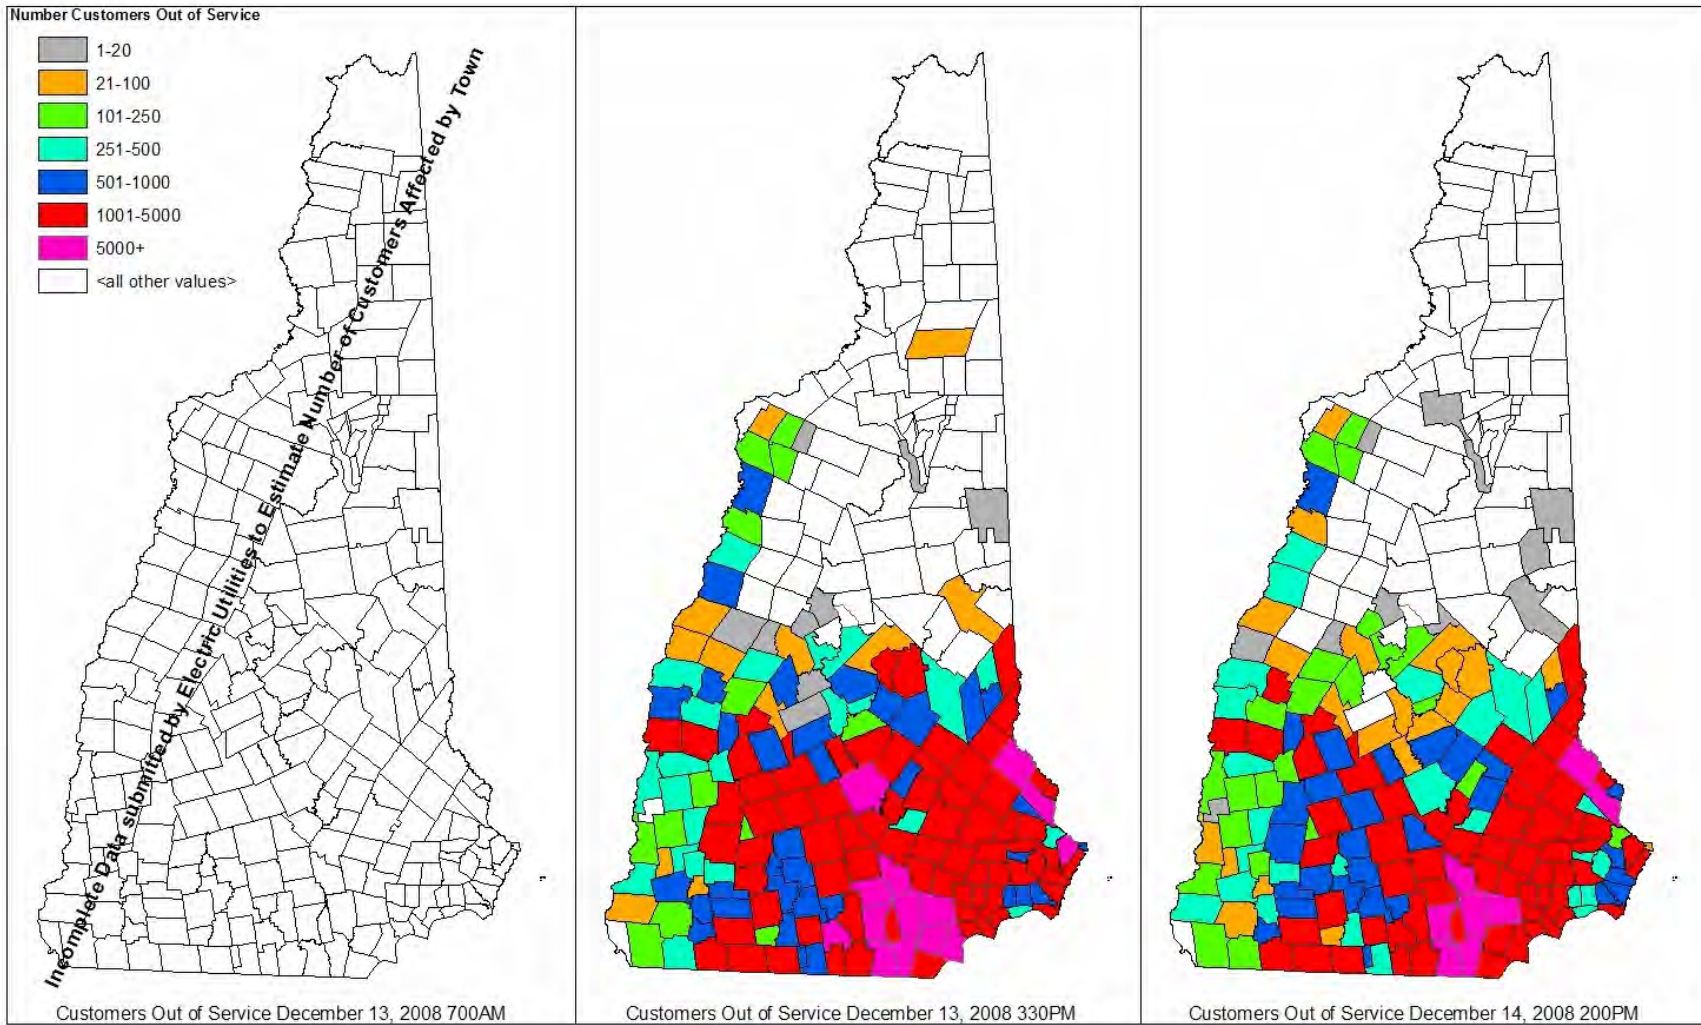 Number Customers Out of Service
1-20
21-100
101-250
251-500
501-1000
1001-5000
5000+
<all other values>
Incomplete Data submitted by Electric Utilities to Estimate Number of Customers Affected by Town
Customers Out of Service December 13, 2008 700AM
Customers Out of Service December 13, 2008 330PM
Customers Out of Service December 14, 2008 200PM